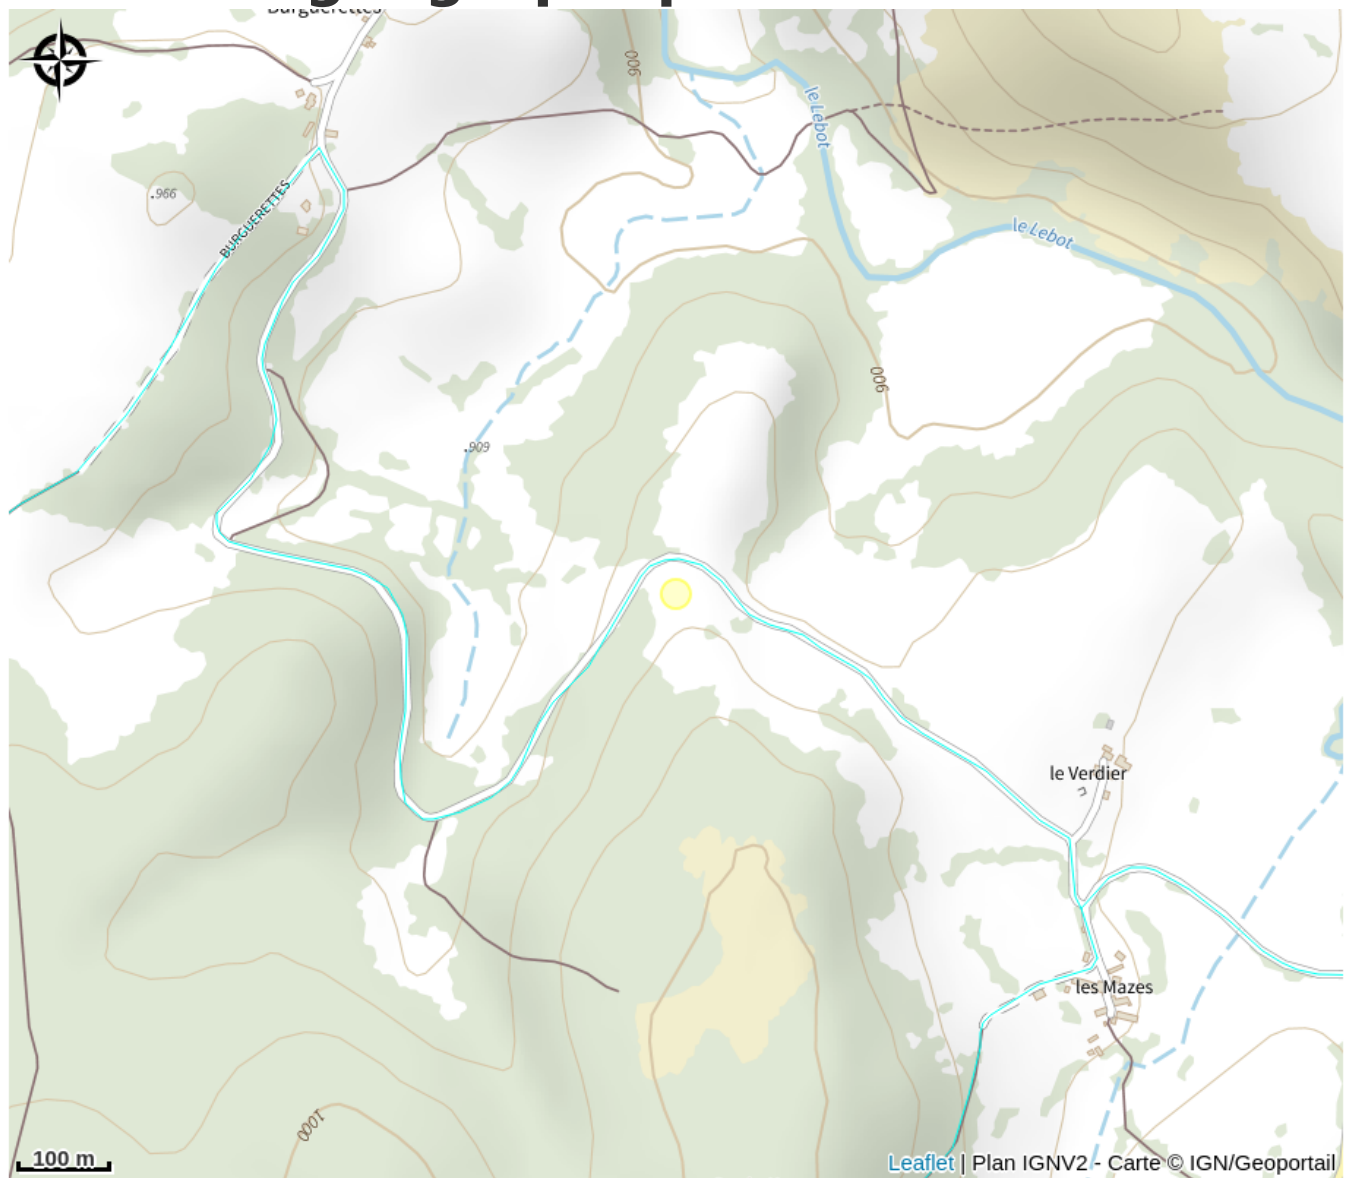 Burguerettes
900
le Lebot
.966
BURGUERETTES
le Lebot
900
.909
le Verdier
les Mazes
1000
100 m
Leaflet | Plan IGNV2 - Carte © IGN/Geoportail